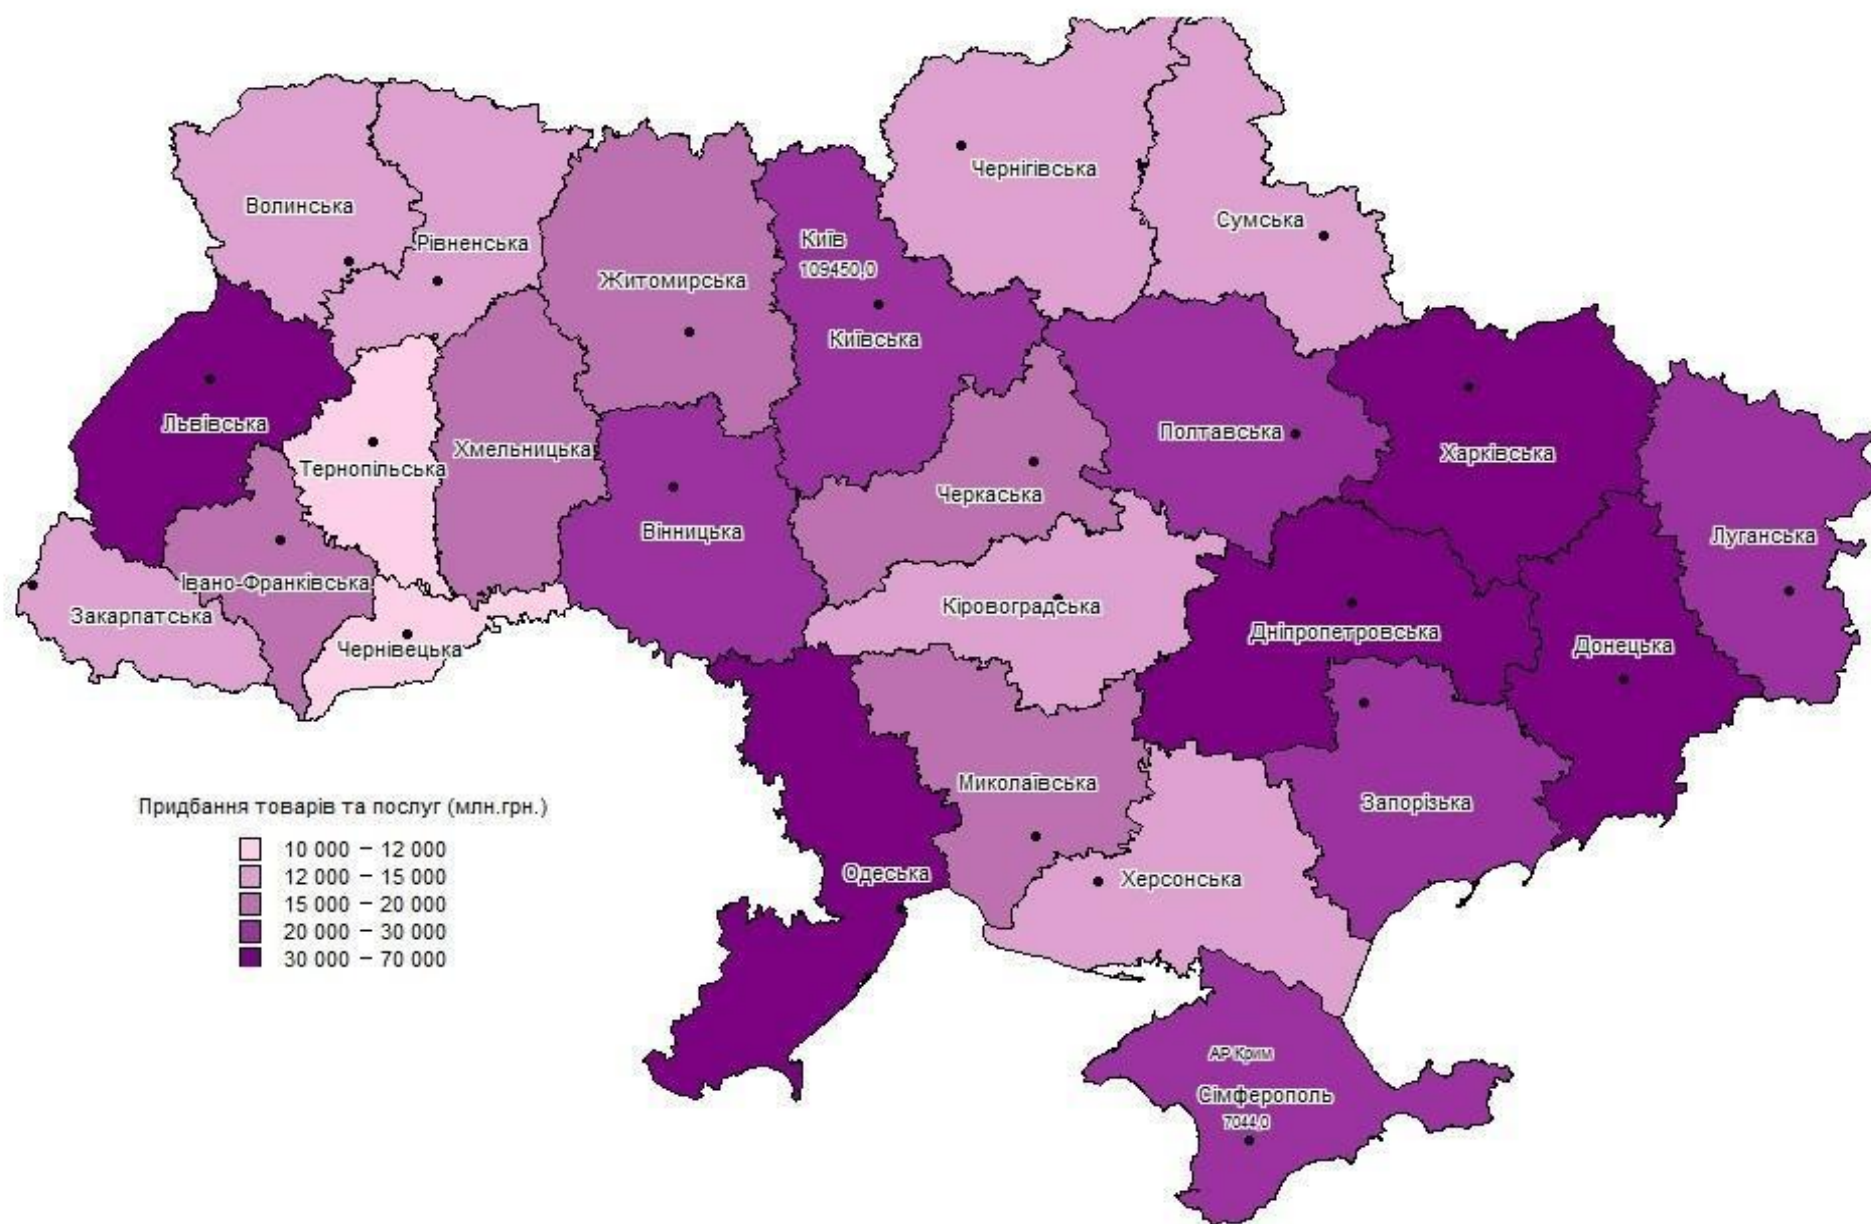 Чернігівська
Сумська
Волинська
Рівненська
Київ
109450,0
Житомирська
Київська
Львівська
Тернопільська
Хмельницька
Вінницька
Черкаська
Полтавська
Харківська
Луганська
Івано-Франківська
Закарпатська
Чернівецька
Кіровоградська
Дніпропетровська
Донецька
Миколаївська
Запорізька
Одеська
Херсонська
Придбання товарів та послуг (млн.грн.)
10 000 – 12 000
12 000 – 15 000
15 000 – 20 000
20 000 – 30 000
30 000 – 70 000
АР Крим
Сімферополь
7044,0